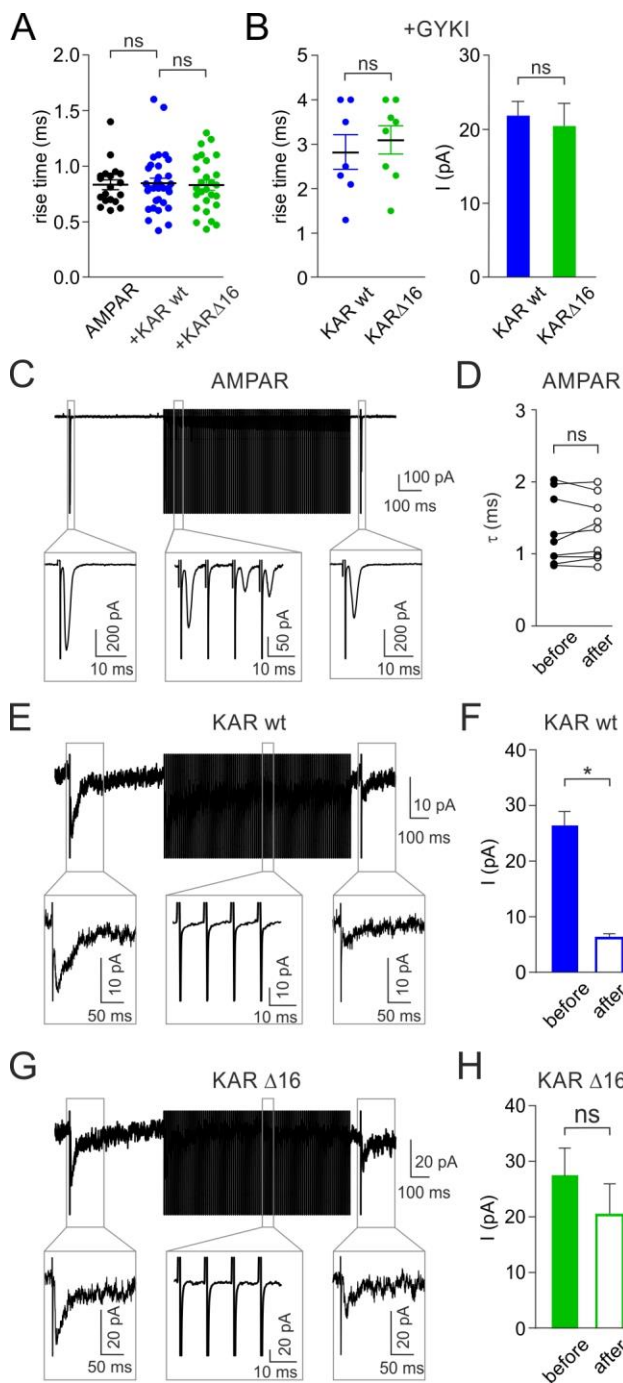 A
2.0
1.5
1.0
0.5
0.0
rise time (ms)
ns
ns
AMPAR
+KAR wt
+KARΔ16
B
+GYKI
5
4
3
2
1
0
rise time (ms)
ns
KAR wt
KARΔ16
30
20
10
0
I (pA)
ns
KAR wt
KARΔ16
C
AMPAR
100 pA
100 ms
200 pA
10 ms
50 pA
10 ms
200 pA
10 ms
D
AMPAR
3
2
1
0
τ (ms)
ns
before
after
E
KAR wt
10 pA
100 ms
10 pA
50 ms
10 pA
10 ms
10 pA
50 ms
F
KAR wt
40
30
20
10
0
I (pA)
*
before
after
G
KAR Δ16
20 pA
100 ms
20 pA
50 ms
20 pA
10 ms
20 pA
50 ms
H
KAR Δ16
40
30
20
10
0
I (pA)
ns
before
after